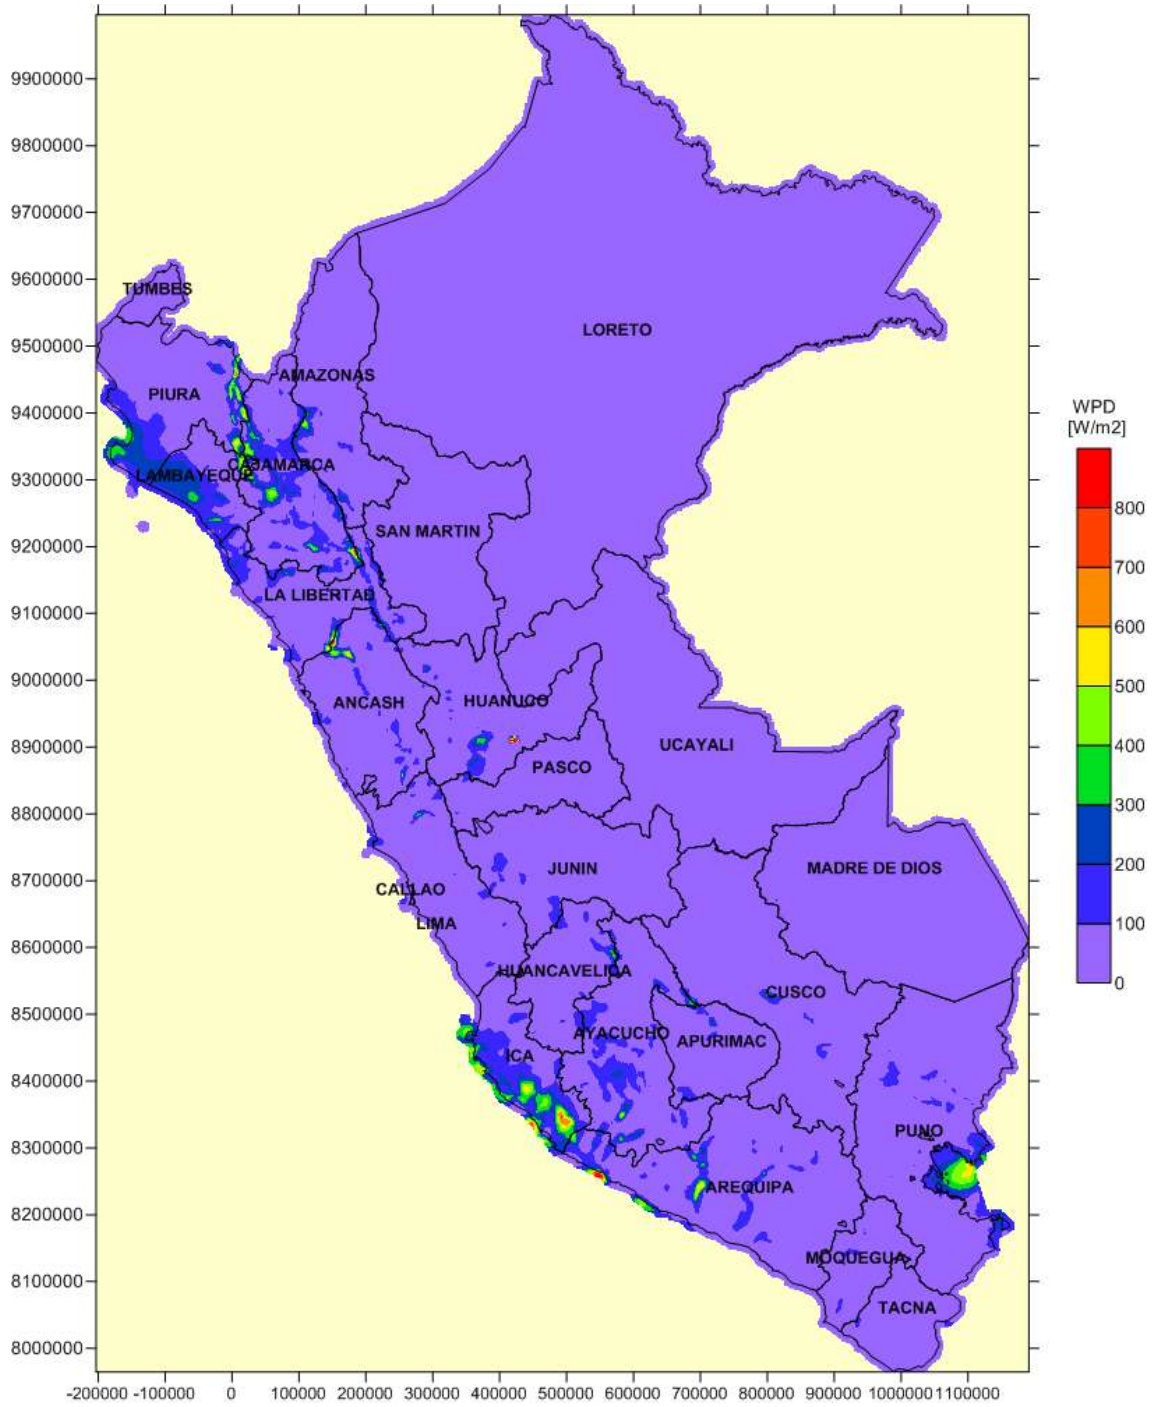 9900000
9800000
9700000
9600000
TUMBES
LORETO
9500000
AMAZONAS
PIURA
9400000
WPD
[W/m2]
CAJAMARCA
LAMBAYEQUE
9300000
800
SAN MARTIN
9200000
700
LA LIBERTAD
9100000
600
9000000
500
ANCASH
HUANUCO
8900000
UCAYALI
400
PASCO
8800000
300
JUNIN
MADRE DE DIOS
200
8700000
CALLAO
LIMA
100
8600000
HUANCAVELICA
0
CUSCO
8500000
AYACUCHO
APURIMAC
ICA
8400000
PUNO
8300000
AREQUIPA
8200000
MOQUEGUA
8100000
TACNA
8000000
-200000 -100000 0 100000 200000 300000 400000 500000 600000 700000 800000 900000 1000000 1100000